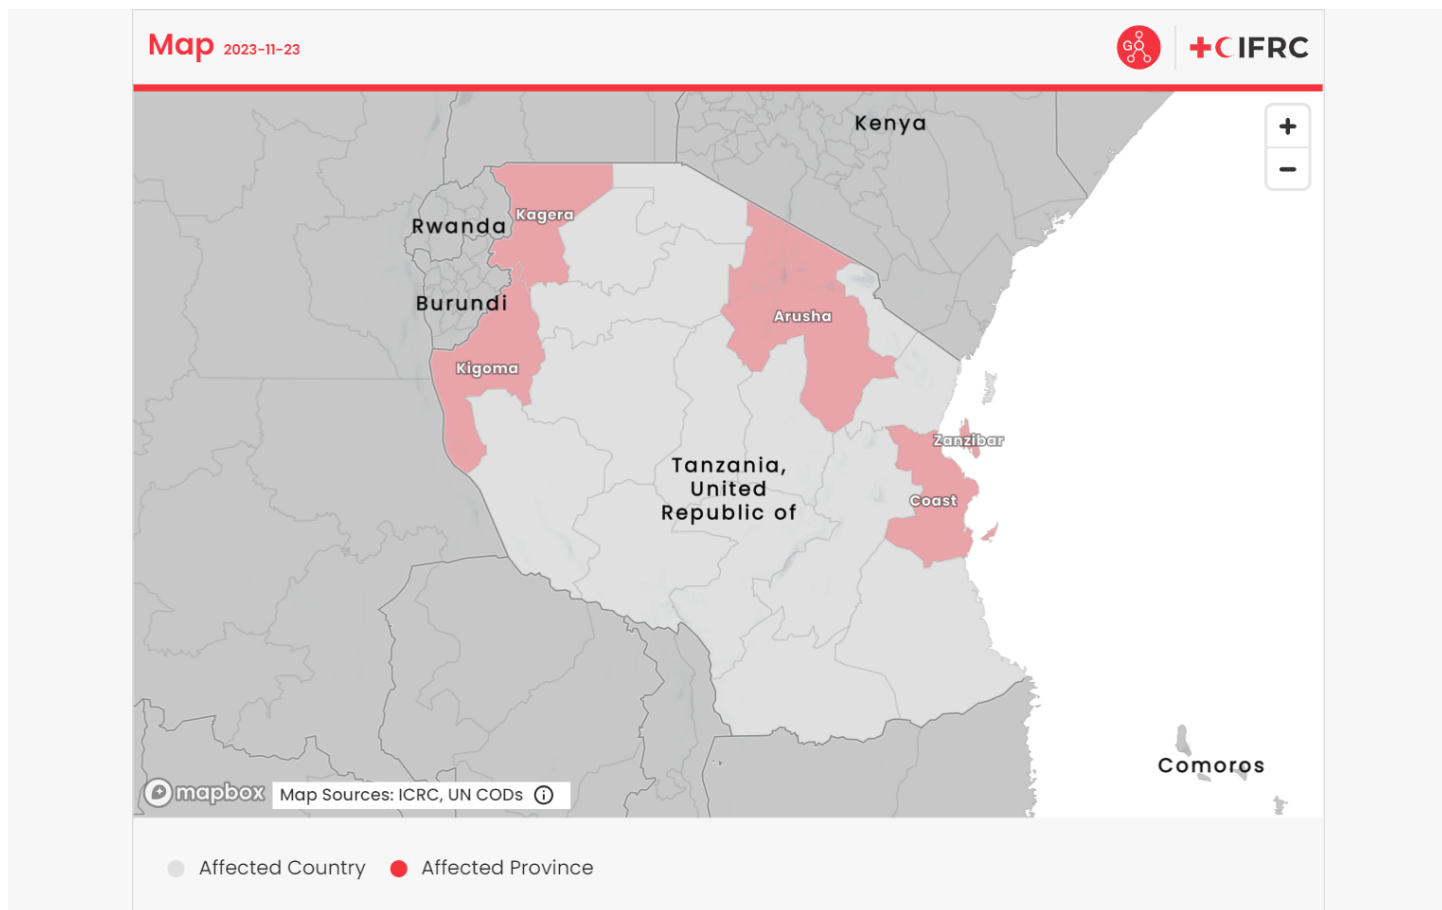 Map 2023-11-23
GO
IFRC
Kenya
+
−
Kagera
Rwanda
Burundi
Arusha
Kigoma
Zanzibar
Tanzania,
United
Republic of
Coast
Comoros
mapbox
Map Sources: ICRC, UN CODs
Affected Country
Affected Province